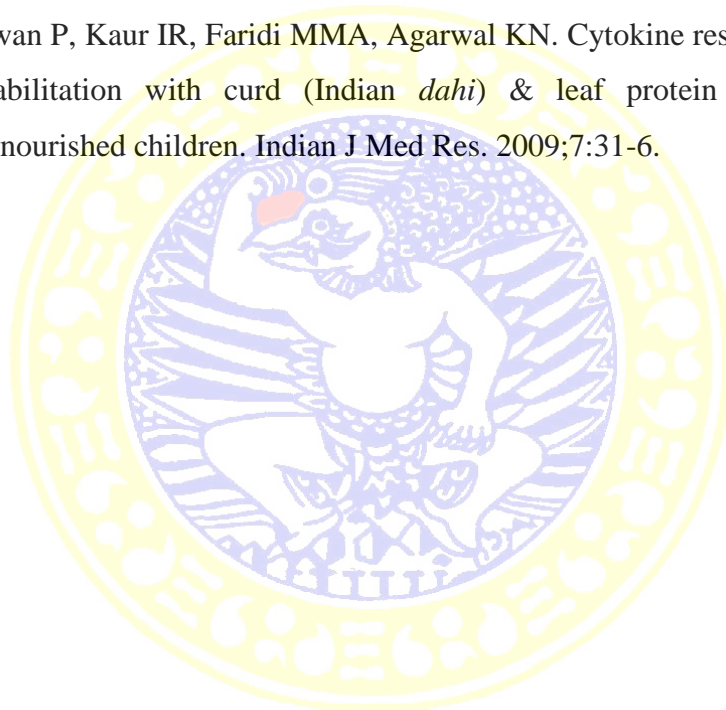 wan P, Kaur IR, Faridi MMA, Agarwal KN. Cytokine res
abilitation with curd (Indian dahi) & leaf protein
nourished children. Indian J Med Res. 2009;7:31-6.